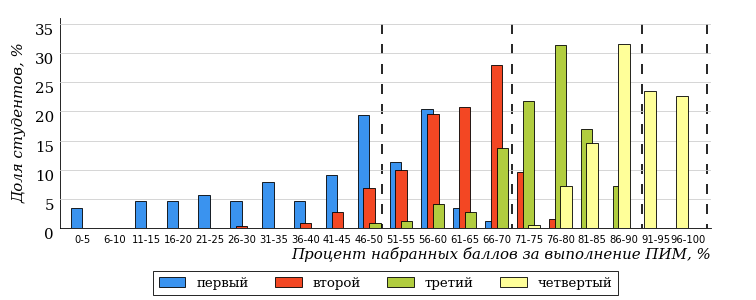 Доля студентов, %
35
30
25
20
15
10
5
0
0-5 6-10 11-15 16-20 21-25 26-30 31-35 36-40 41-45 46-50 51-55 56-60 61-65 66-70 71-75 76-80 81-85 86-90 91-95 96-100
Процент набранных баллов за выполнение ПИМ, %
первый второй третий четвертый